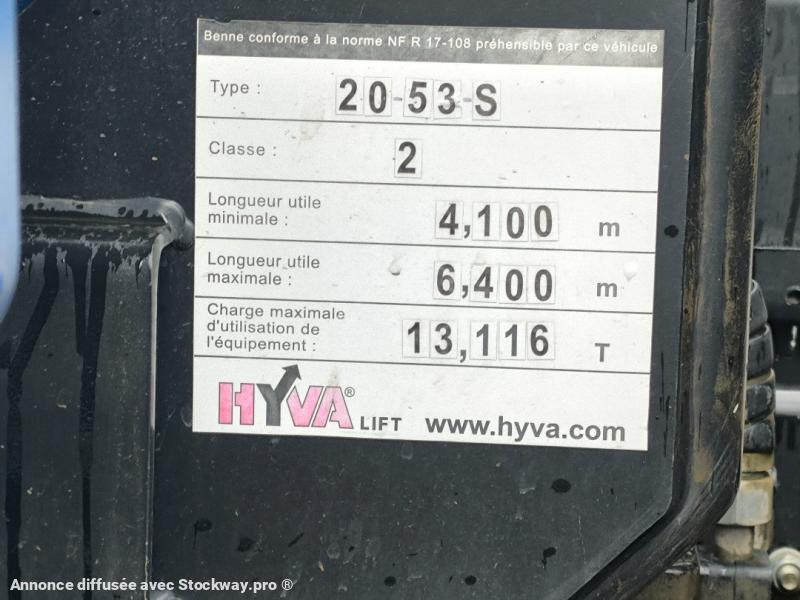 Benne conforme à la norme NF R 17-108 préhensible par ce véhicule
Type : 20-53-S
Classe : 2
Longueur utile
minimale : 4,100 m
Longueur utile
maximale : 6,400 m
Charge maximale
d'utilisation de
l'équipement : 13,116 T
HYVA® LIFT www.hyva.com
Annonce diffusée avec Stockway.pro ®